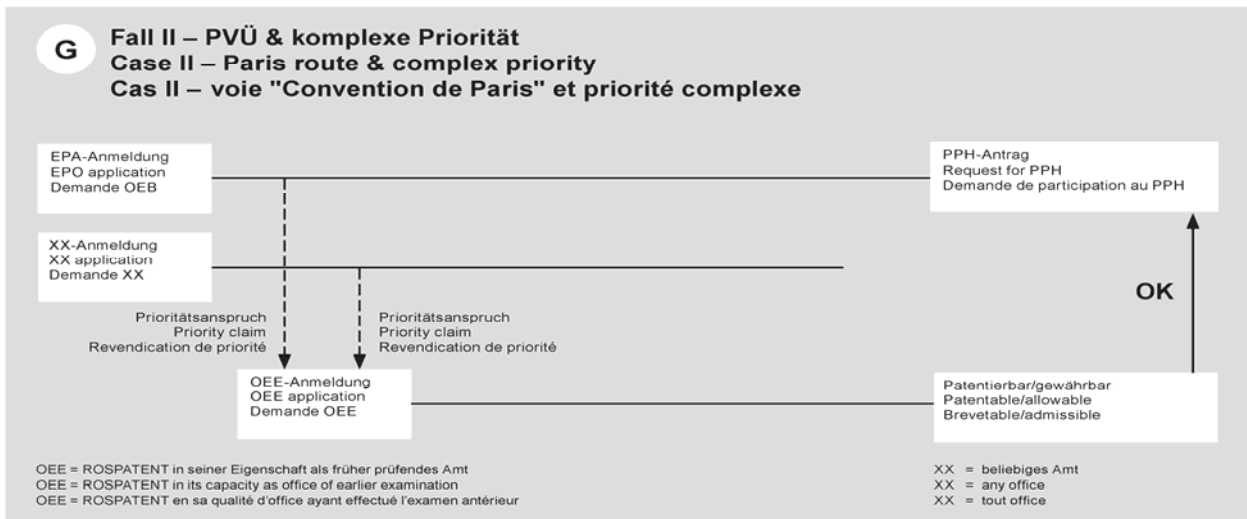 G
Fall II – PVÜ & komplexe Priorität
Case II – Paris route & complex priority
Cas II – voie "Convention de Paris" et priorité complexe
EPA-Anmeldung
EPO application
Demande OEB
PPH-Antrag
Request for PPH
Demande de participation au PPH
XX-Anmeldung
XX application
Demande XX
OK
Prioritätsanspruch
Priority claim
Revendication de priorité
Prioritätsanspruch
Priority claim
Revendication de priorité
OEE-Anmeldung
OEE application
Demande OEE
Patentierbar/gewährbar
Patentable/allowable
Brevetable/admissible
OEE = ROSPATENT in seiner Eigenschaft als früher prüfendes Amt
OEE = ROSPATENT in its capacity as office of earlier examination
OEE = ROSPATENT en sa qualité d'office ayant effectué l'examen antérieur
XX = beliebiges Amt
XX = any office
XX = tout office